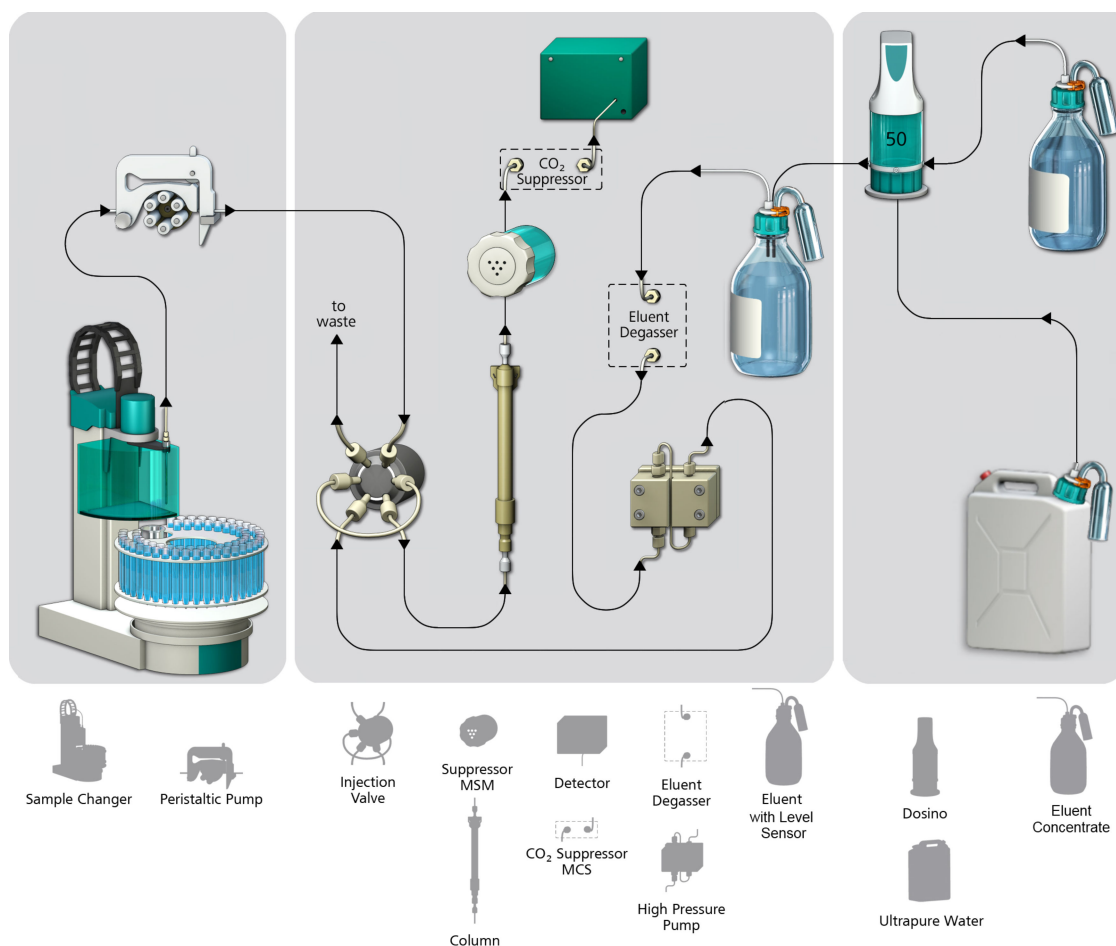 50
CO₂
Suppressor
to
waste
Eluent
Degasser
Sample Changer
Peristaltic Pump
Injection
Valve
Suppressor
MSM
Column
Detector
CO₂ Suppressor
MCS
Eluent
Degasser
High Pressure
Pump
Eluent
with Level
Sensor
Dosino
Ultrapure Water
Eluent
Concentrate